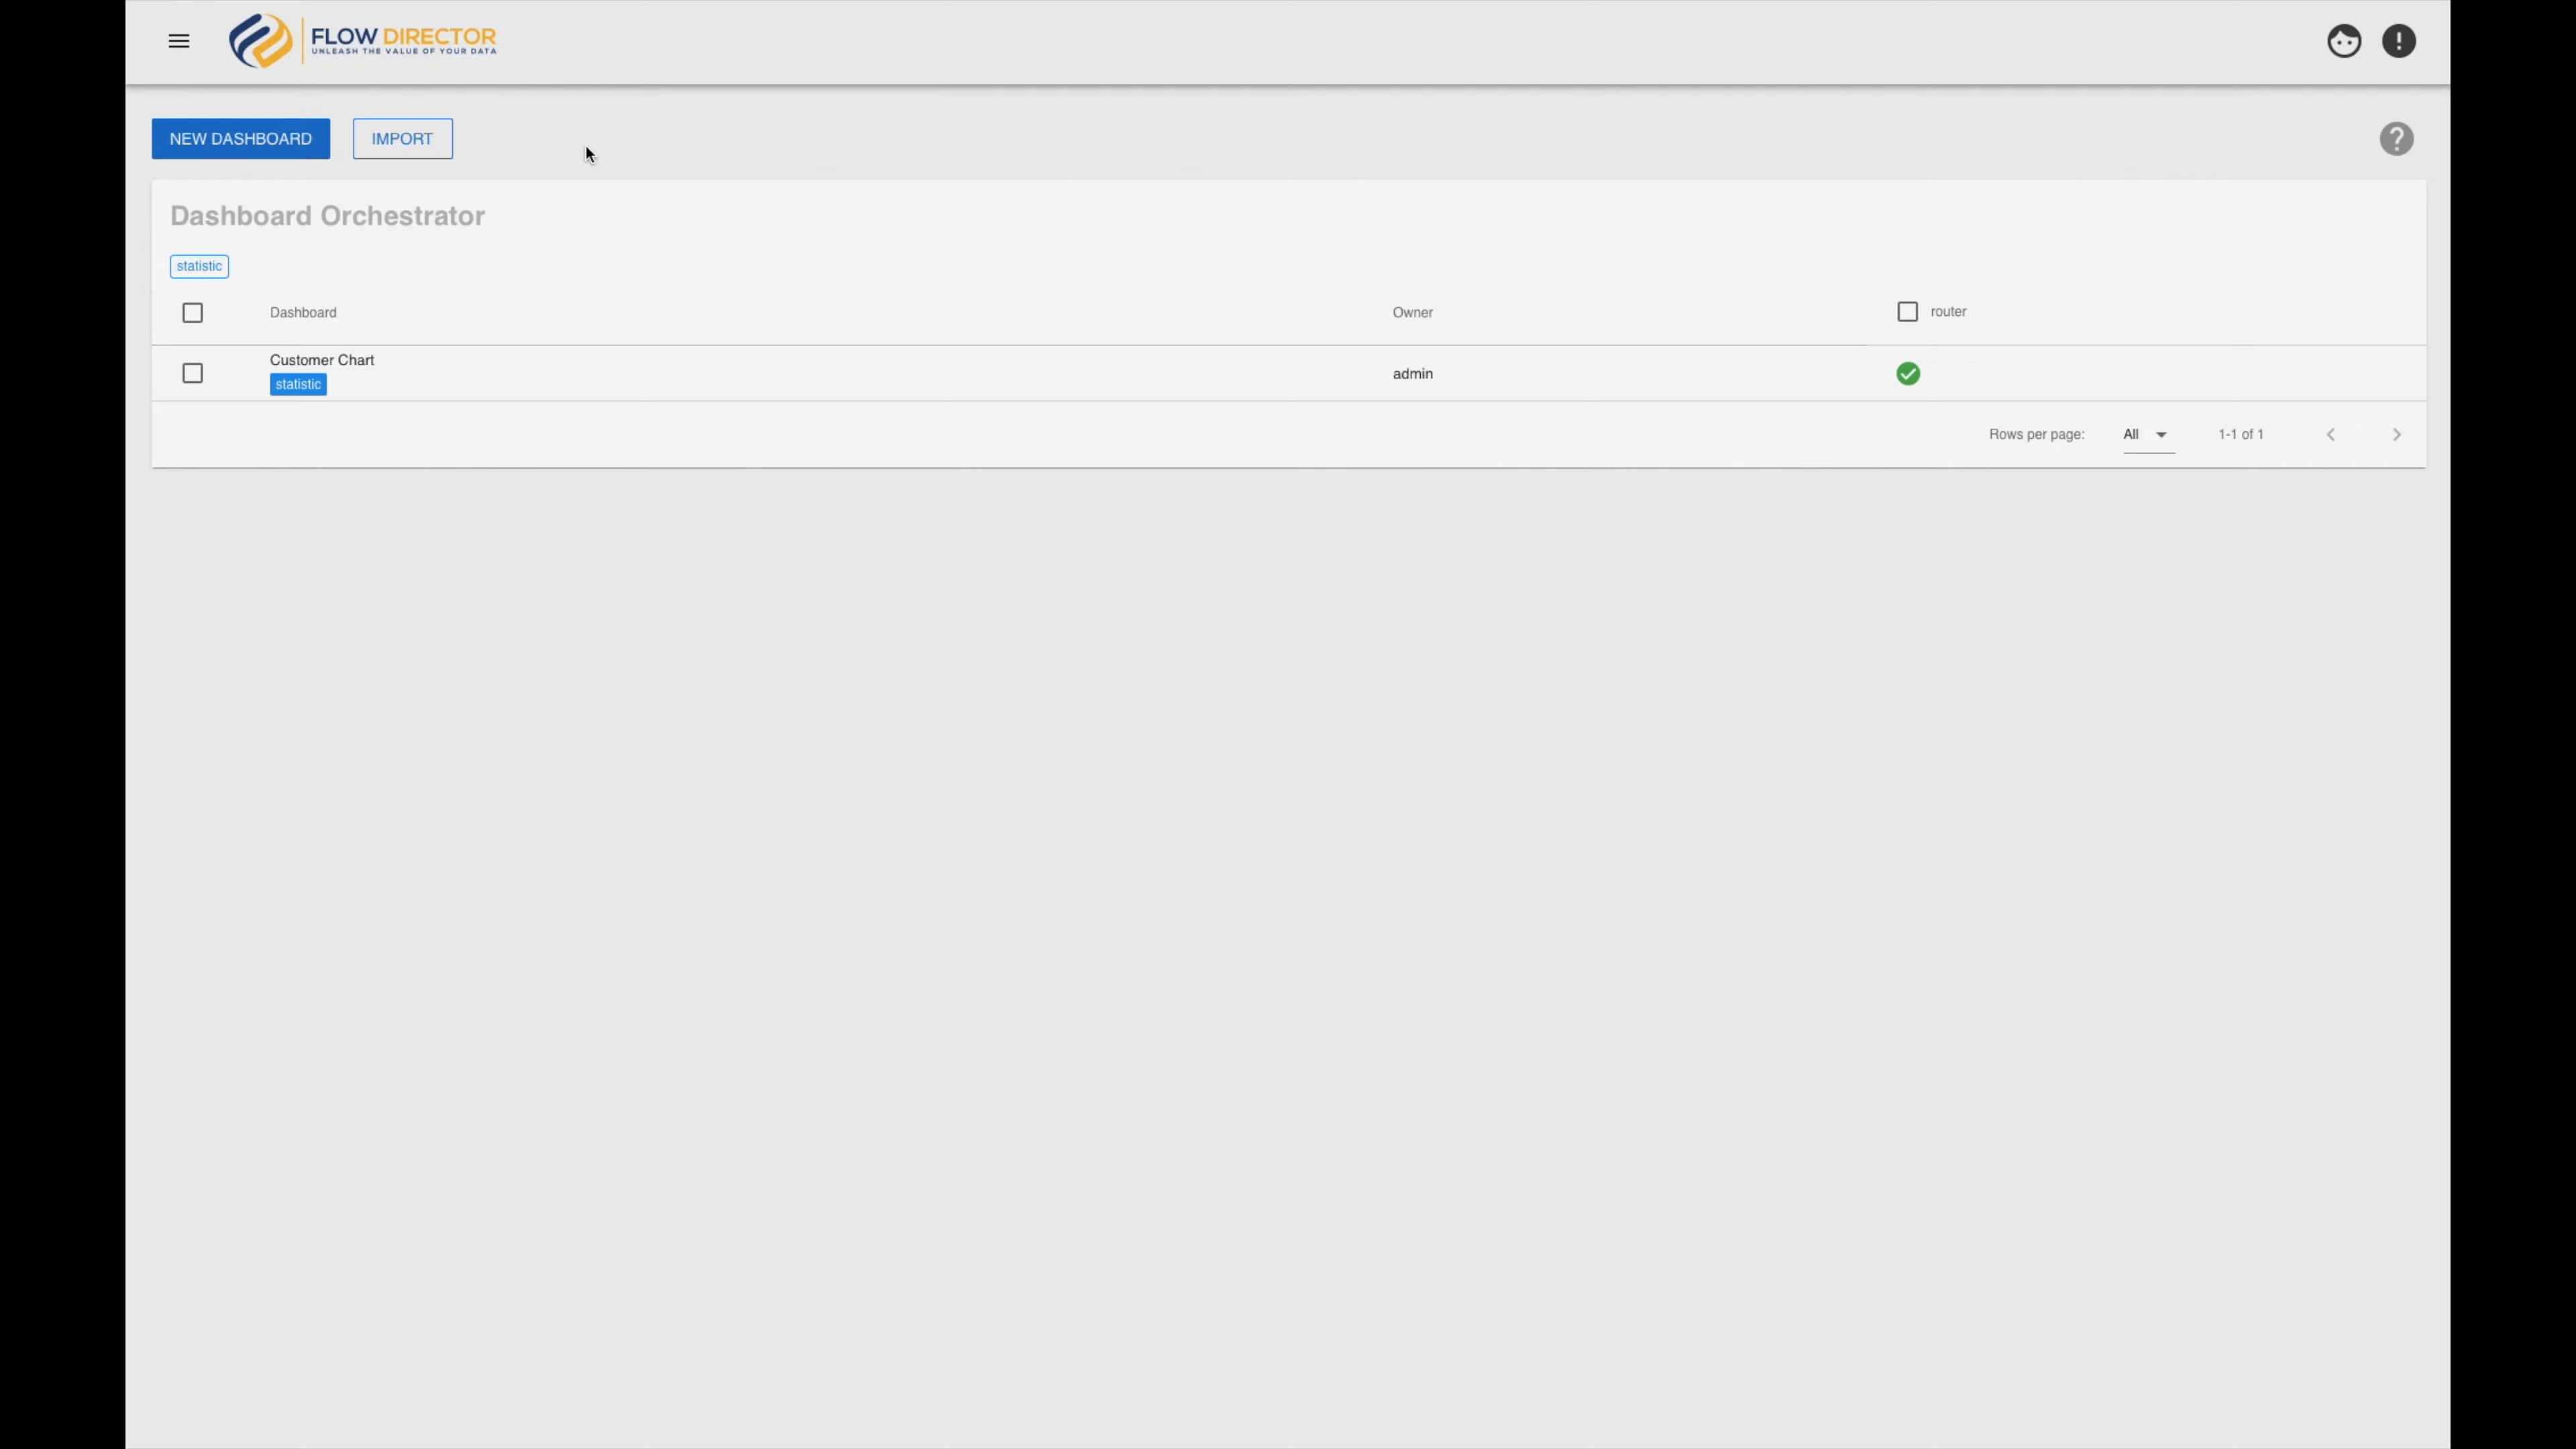 FLOW DIRECTOR
UNLEASH THE VALUE OF YOUR DATA
NEW DASHBOARD
IMPORT
Dashboard Orchestrator
statistic
Dashboard
Owner
router
Customer Chart
statistic
admin
Rows per page:
All
1-1 of 1